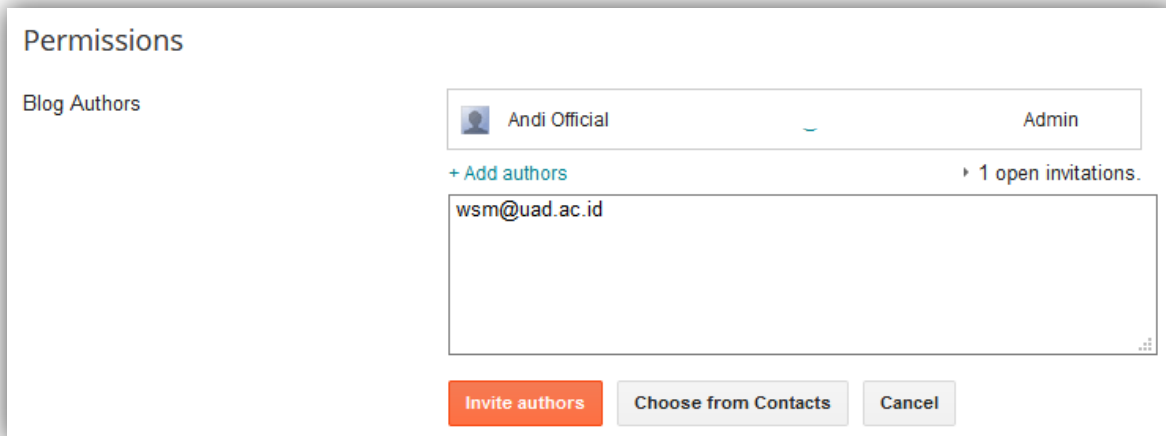 Permissions
Blog Authors
Andi Official Admin
+ Add authors 1 open invitations.
wsm@uad.ac.id
Invite authors Choose from Contacts Cancel